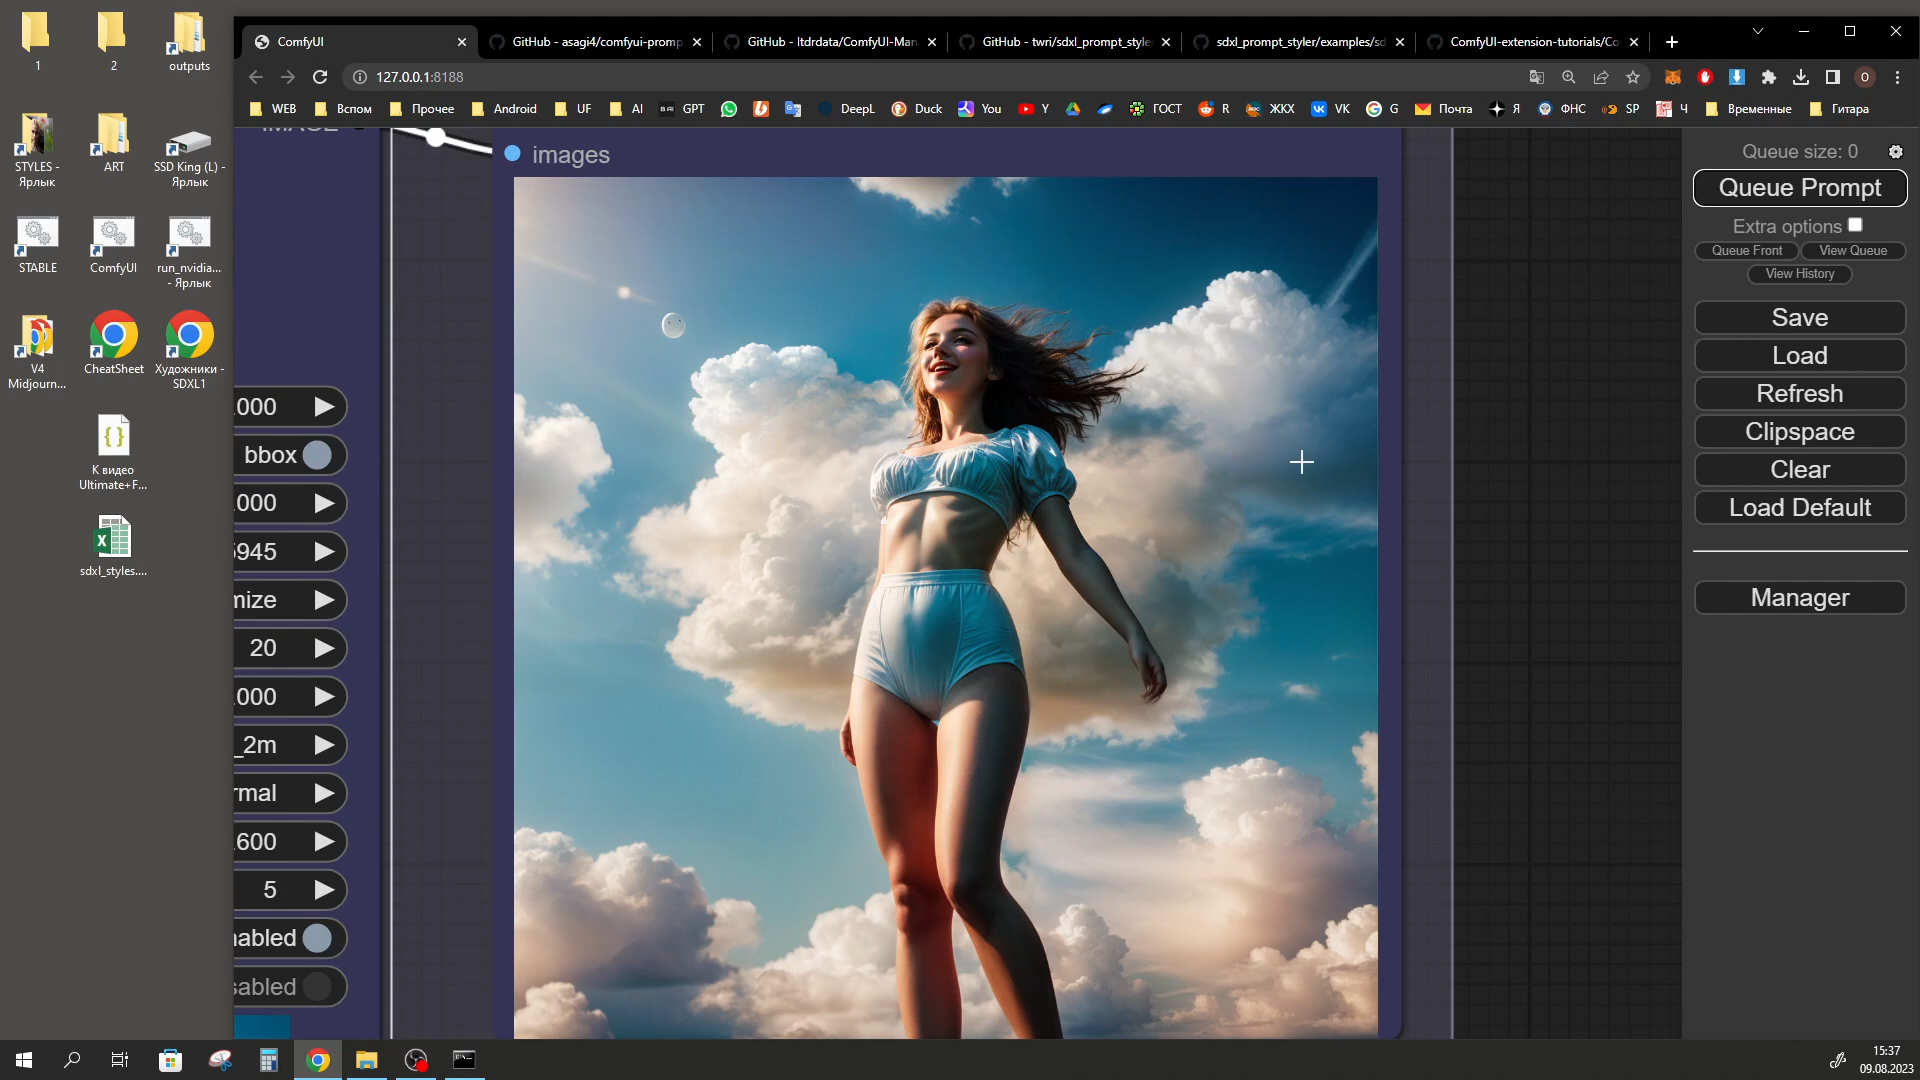 1
2
outputs
STYLES -
Ярлык
ART
SSD King (L) -
Ярлык
STABLE
ComfyUI
run_nvidia...
- Ярлык
V4
Midjourn...
CheatSheet
Художники -
SDXL1
К видео
Ultimate+F...
sdxl_styles....
ComfyUI
GitHub - asagi4/comfyui-promp
GitHub - ltdrdata/ComfyUI-Man
GitHub - twri/sdxl_prompt_style
sdxl_prompt_styler/examples/sd
ComfyUI-extension-tutorials/Co
127.0.0.1:8188
O
WEB
Вспом
Прочее
Android
UF
AI
GPT
DeepL
Duck
You
Y
ГОСТ
R
ЖКХ
VK
G
Почта
Я
ФНС
SP
Ч
Временные
Гитара
IMAGE
images
.000
bbox
.000
5945
mize
20
.000
_2m
rmal
.600
5
nabled
sabled
Queue size: 0
Queue Prompt
Extra options
Queue Front
View Queue
View History
Save
Load
Refresh
Clipspace
Clear
Load Default
Manager
15:37
09.08.2023